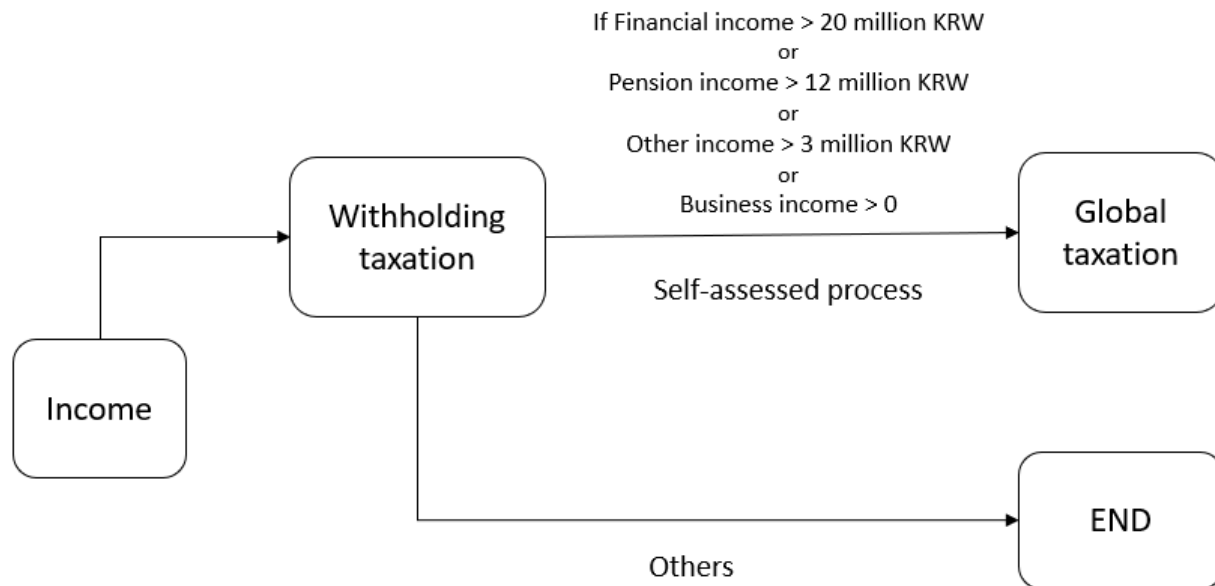 If Financial income > 20 million KRW
or
Pension income > 12 million KRW
or
Other income > 3 million KRW
or
Business income > 0
Withholding
taxation
Global
taxation
Self-assessed process
Income
END
Others